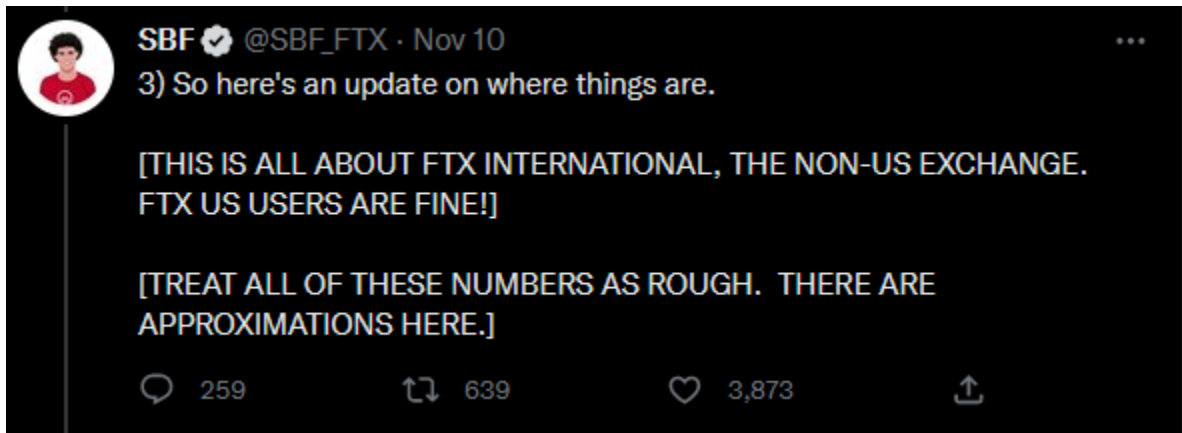 SBF @SBF_FTX · Nov 10
3) So here's an update on where things are.
[THIS IS ALL ABOUT FTX INTERNATIONAL, THE NON-US EXCHANGE.
FTX US USERS ARE FINE!]
[TREAT ALL OF THESE NUMBERS AS ROUGH.  THERE ARE
APPROXIMATIONS HERE.]
259 639 3,873